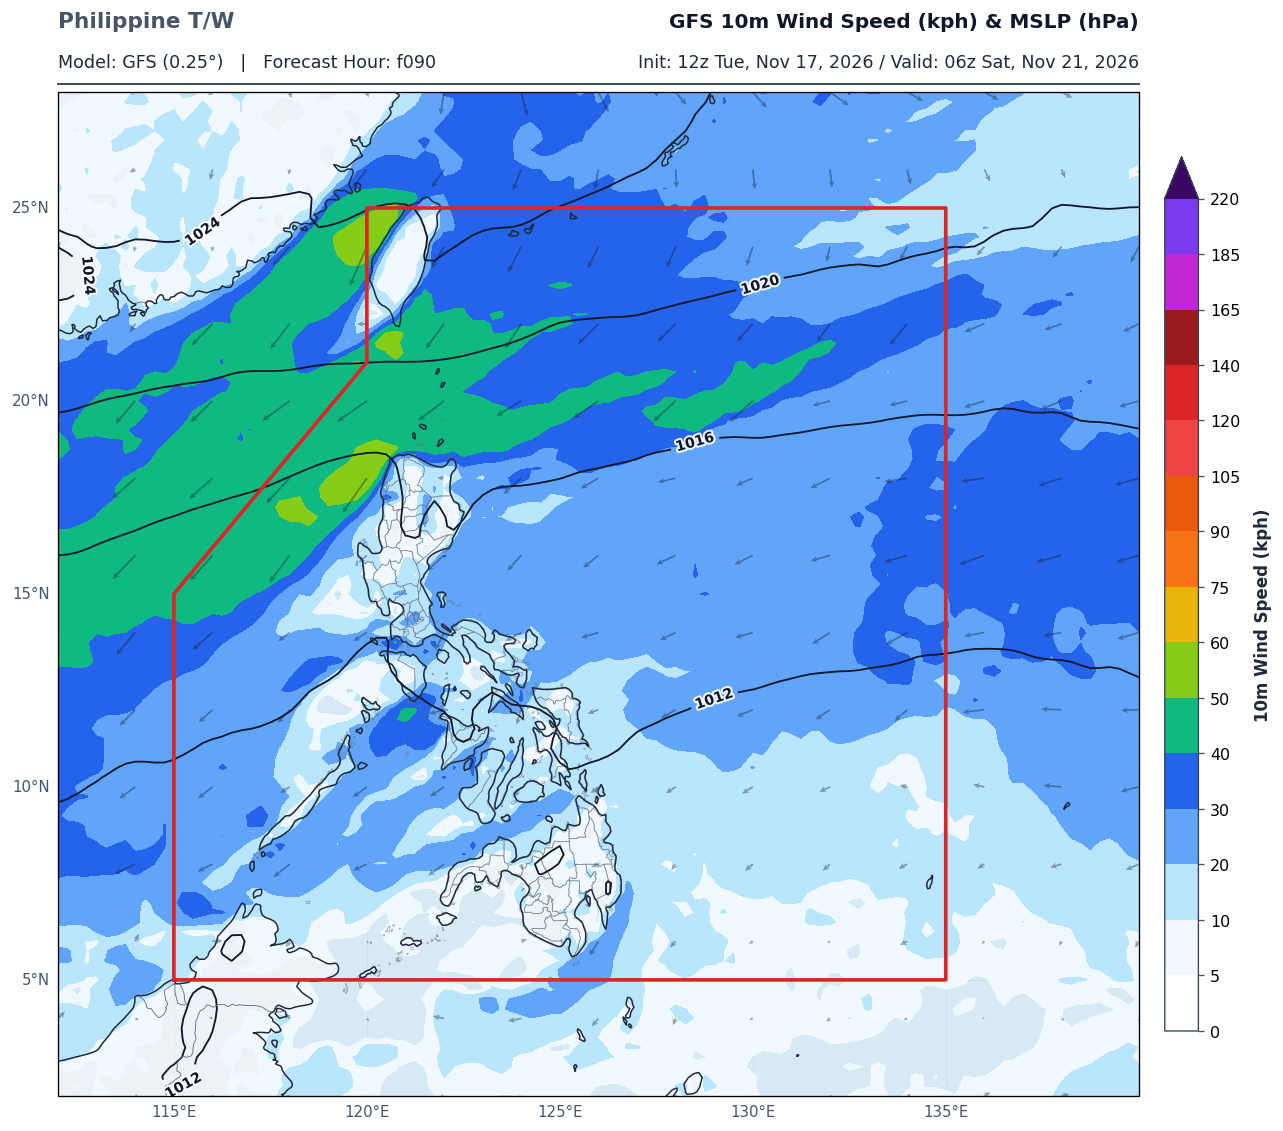 Philippine T/W
GFS 10m Wind Speed (kph) & MSLP (hPa)
Model: GFS (0.25°) | Forecast Hour: f090
Init: 12z Tue, Nov 17, 2026 / Valid: 06z Sat, Nov 21, 2026
25°N
20°N
15°N
10°N
5°N
1024
1024
1020
1016
1012
1012
115°E
120°E
125°E
130°E
135°E
220
185
165
140
120
105
90
75
60
50
40
30
20
10
5
0
10m Wind Speed (kph)